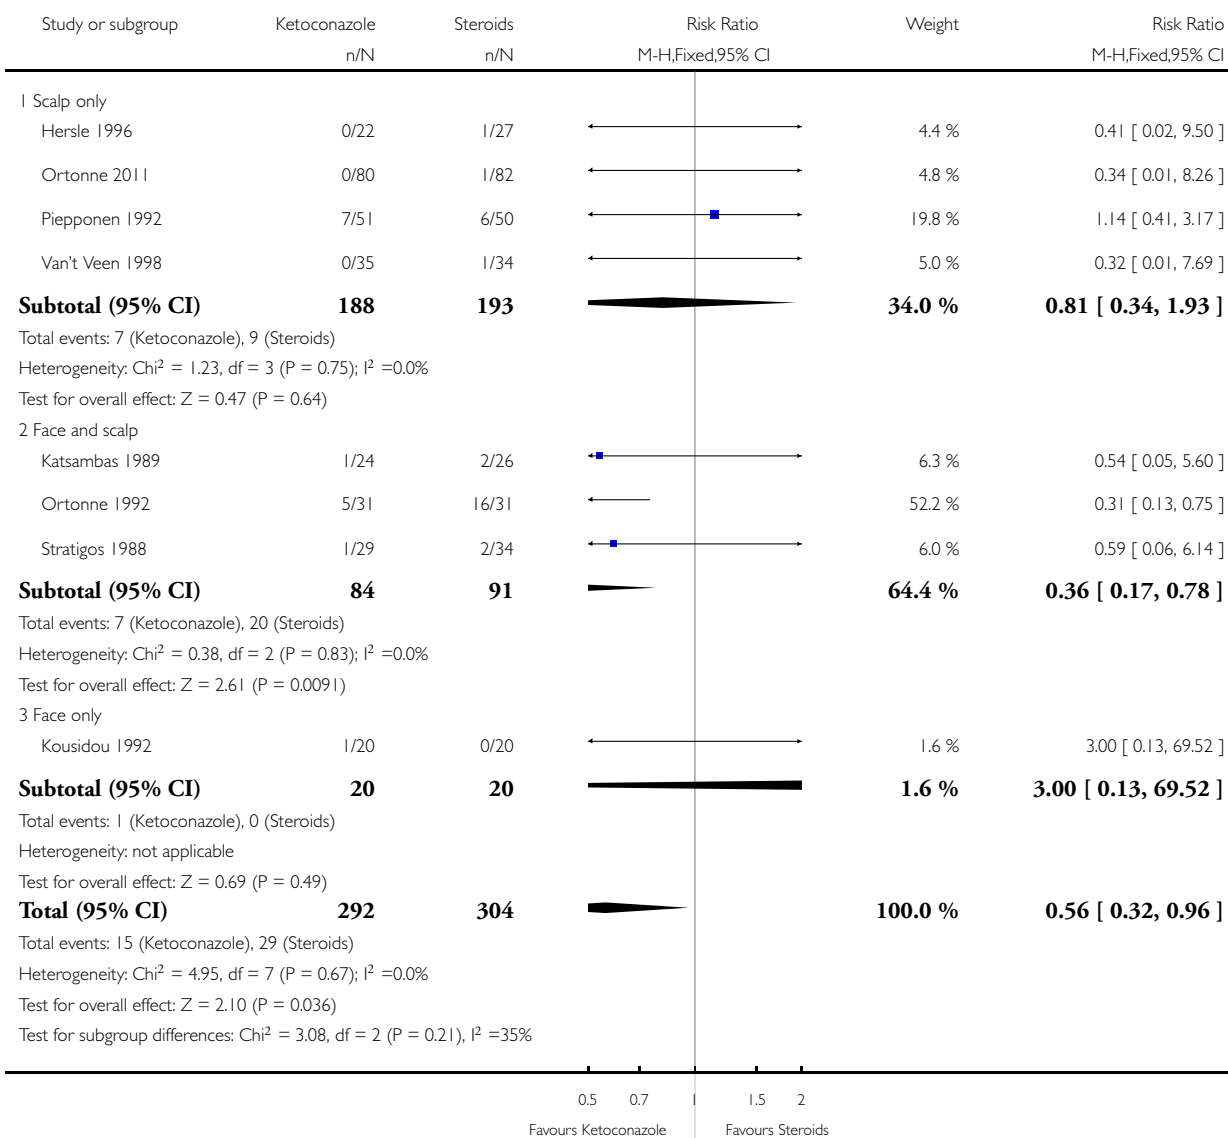 Study or subgroup Ketoconazole Steroids Risk Ratio Weight Risk Ratio
n/N n/N M-H,Fixed,95% CI M-H,Fixed,95% CI
1 Scalp only
Hersle 1996 0/22 1/27 4.4 % 0.41 [ 0.02, 9.50 ]
Ortonne 2011 0/80 1/82 4.8 % 0.34 [ 0.01, 8.26 ]
Piepponen 1992 7/51 6/50 19.8 % 1.14 [ 0.41, 3.17 ]
Van't Veen 1998 0/35 1/34 5.0 % 0.32 [ 0.01, 7.69 ]
Subtotal (95% CI) 188 193 34.0 % 0.81 [ 0.34, 1.93 ]
Total events: 7 (Ketoconazole), 9 (Steroids)
Heterogeneity: Chi² = 1.23, df = 3 (P = 0.75); I² =0.0%
Test for overall effect: Z = 0.47 (P = 0.64)
2 Face and scalp
Katsambas 1989 1/24 2/26 6.3 % 0.54 [ 0.05, 5.60 ]
Ortonne 1992 5/31 16/31 52.2 % 0.31 [ 0.13, 0.75 ]
Stratigos 1988 1/29 2/34 6.0 % 0.59 [ 0.06, 6.14 ]
Subtotal (95% CI) 84 91 64.4 % 0.36 [ 0.17, 0.78 ]
Total events: 7 (Ketoconazole), 20 (Steroids)
Heterogeneity: Chi² = 0.38, df = 2 (P = 0.83); I² =0.0%
Test for overall effect: Z = 2.61 (P = 0.0091)
3 Face only
Kousidou 1992 1/20 0/20 1.6 % 3.00 [ 0.13, 69.52 ]
Subtotal (95% CI) 20 20 1.6 % 3.00 [ 0.13, 69.52 ]
Total events: 1 (Ketoconazole), 0 (Steroids)
Heterogeneity: not applicable
Test for overall effect: Z = 0.69 (P = 0.49)
Total (95% CI) 292 304 100.0 % 0.56 [ 0.32, 0.96 ]
Total events: 15 (Ketoconazole), 29 (Steroids)
Heterogeneity: Chi² = 4.95, df = 7 (P = 0.67); I² =0.0%
Test for overall effect: Z = 2.10 (P = 0.036)
Test for subgroup differences: Chi² = 3.08, df = 2 (P = 0.21), I² =35%
0.5 0.7 1 1.5 2
Favours Ketoconazole Favours Steroids